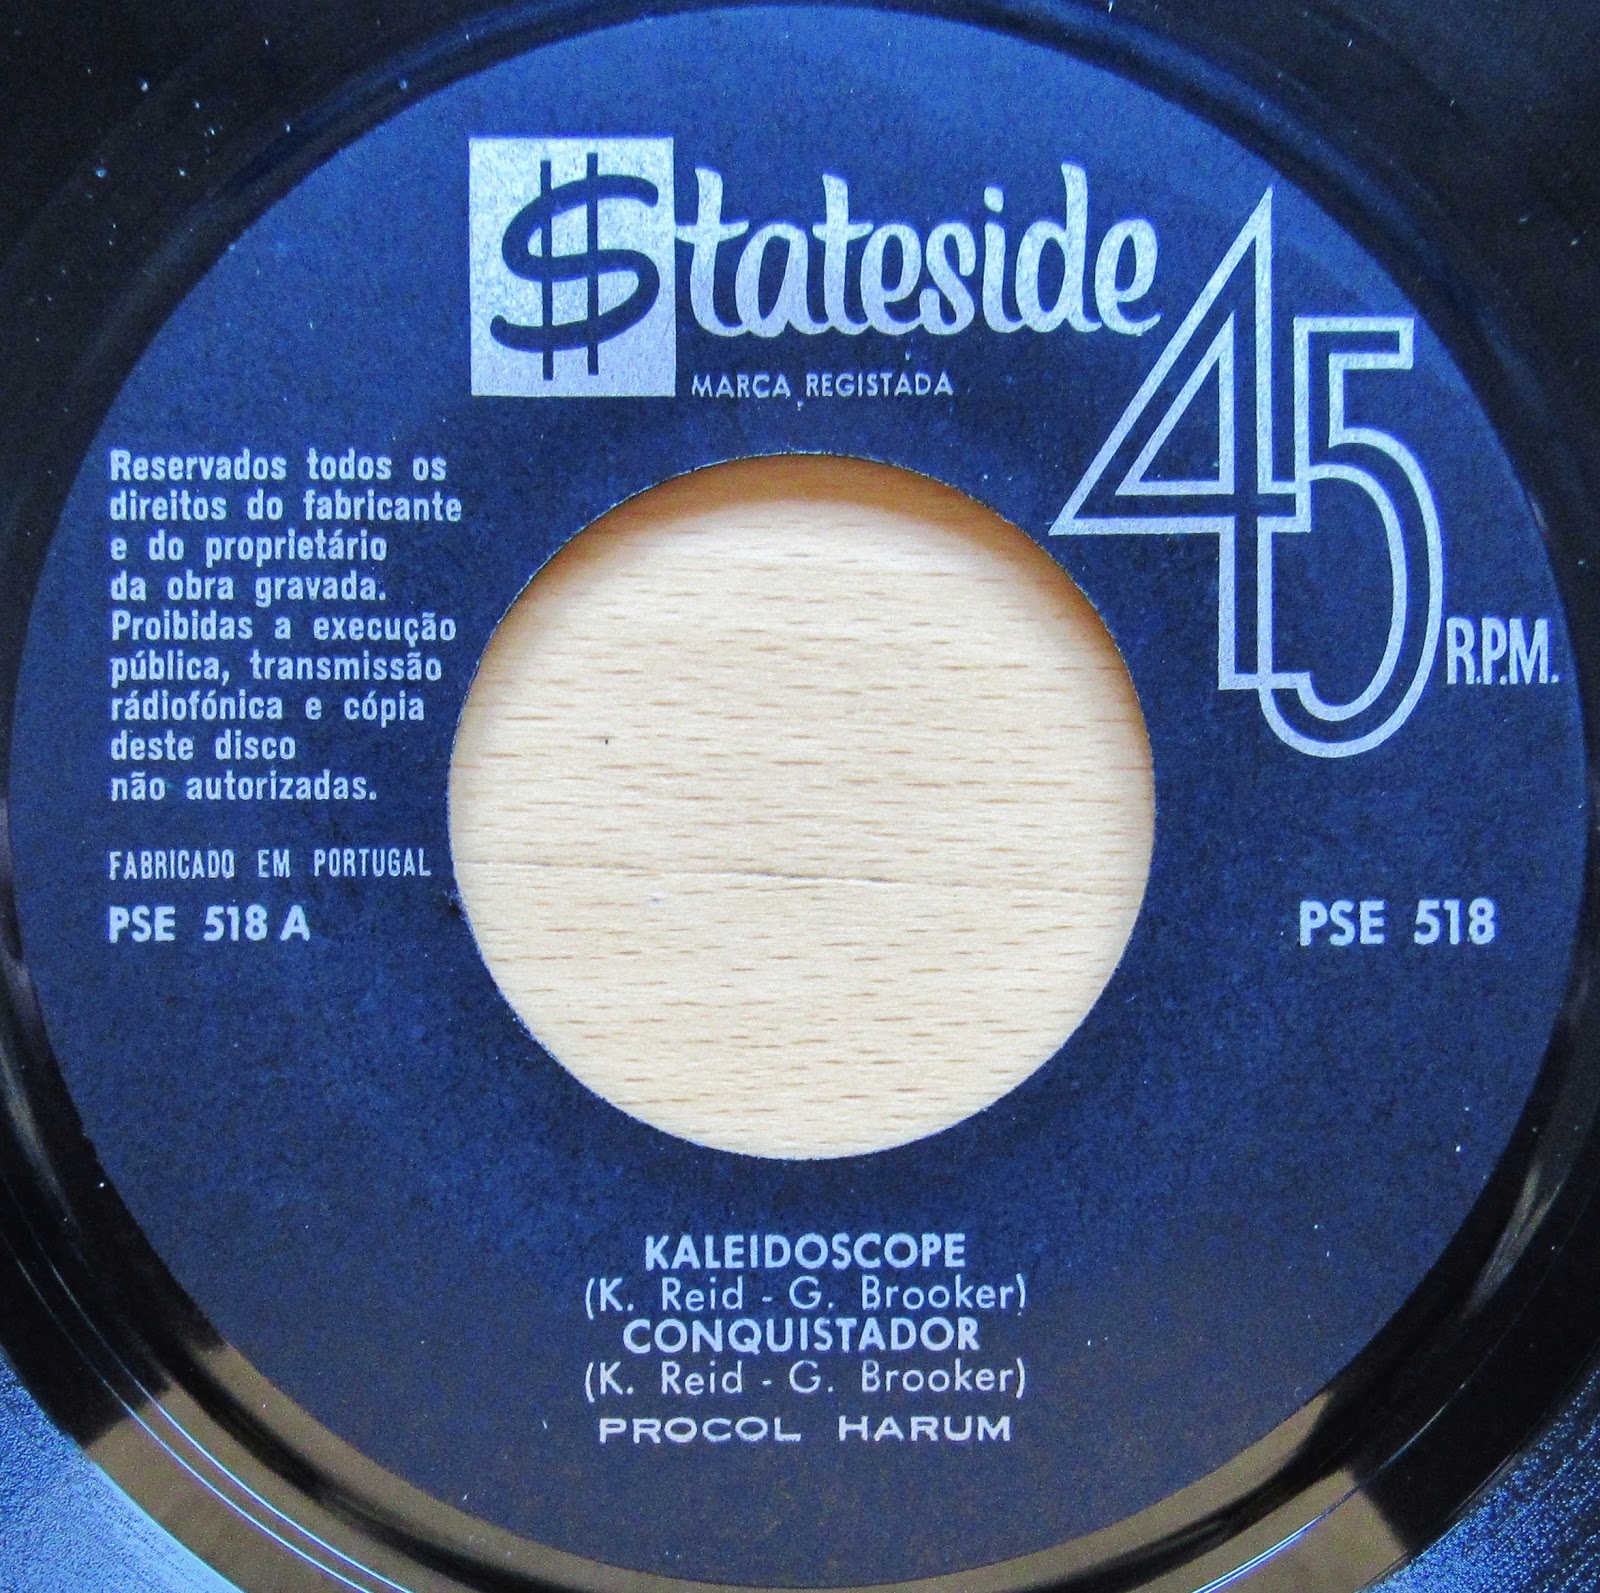 $tateside
MARCA REGISTADA
45
R.P.M.
Reservados todos os
direitos do fabricante
e do proprietário
da obra gravada.
Proibidas a execução
pública, transmissão
rádiofónica e cópia
deste disco
não autorizadas.
FABRICADO EM PORTUGAL
PSE 518 A
PSE 518
KALEIDOSCOPE
(K. Reid - G. Brooker)
CONQUISTADOR
(K. Reid - G. Brooker)
PROCOL HARUM